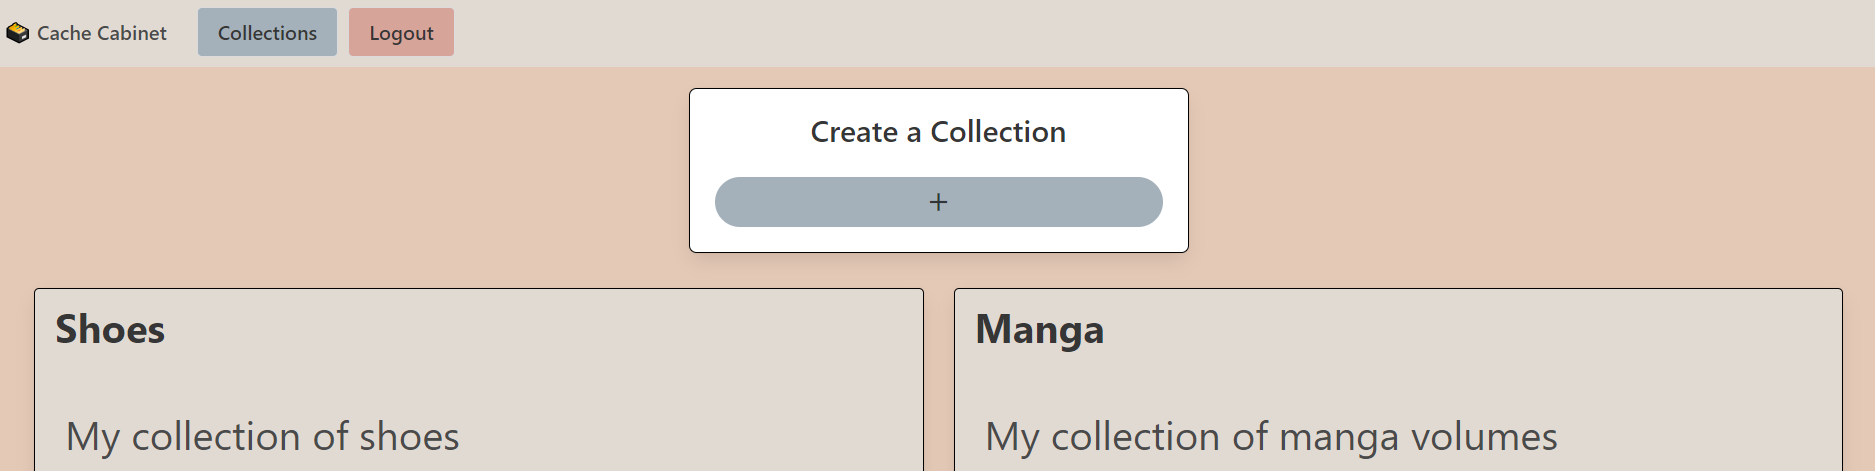 Cache Cabinet Collections Logout
Create a Collection
+
Shoes
My collection of shoes
Manga
My collection of manga volumes